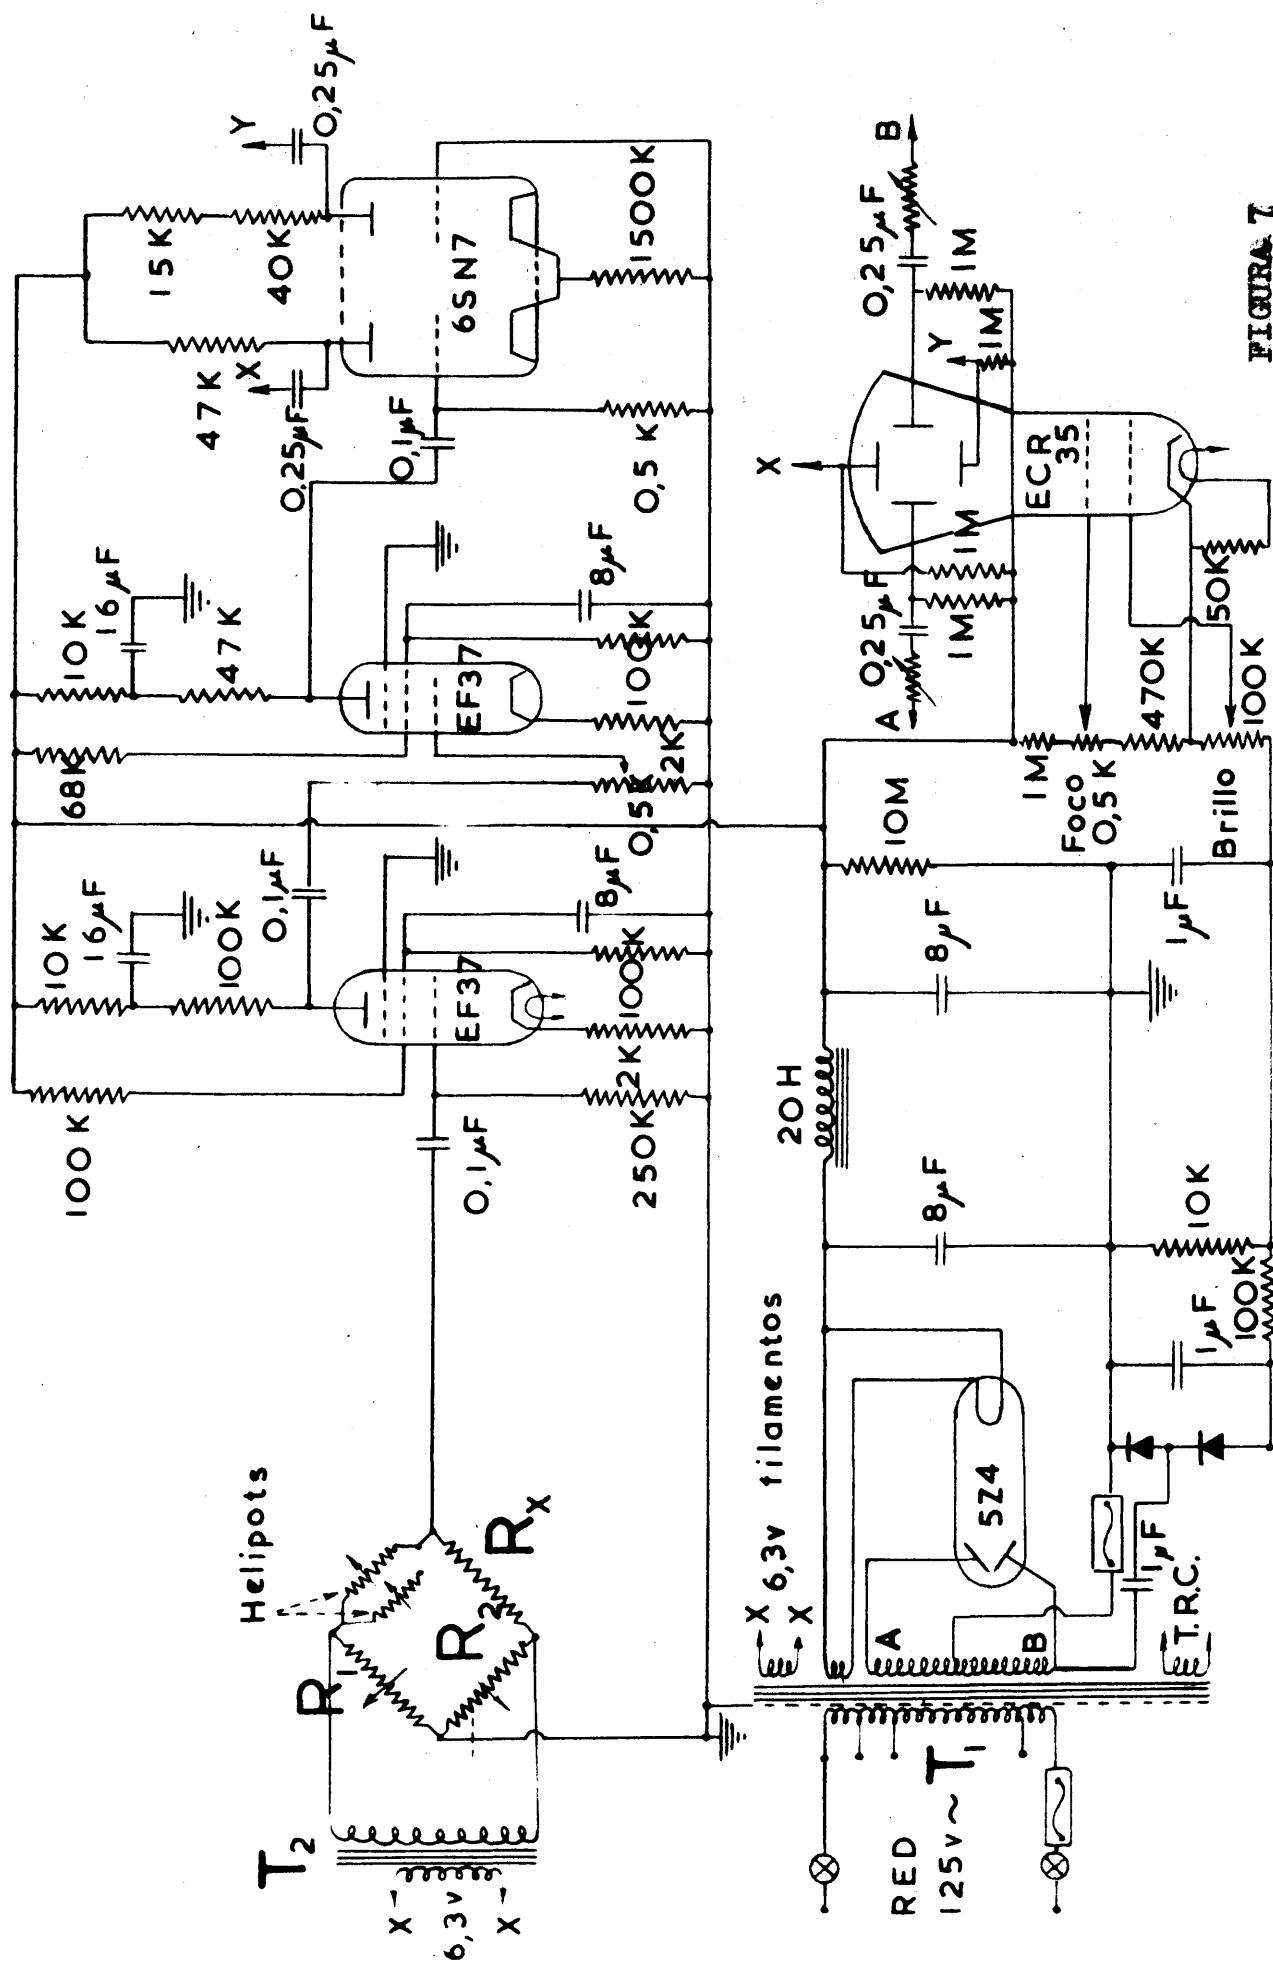 T2
X
6,3v
X
Helipots
R1
R2
RX
0,1µF
100K
10K
16µF
100K
0,1µF
EF37
250K
2K
100K
8µF
68K
10K
16µF
47K
EF37
0,5K
2K
100K
8µF
47K
X
0,25µF
0,1µF
15K
40K
Y
0,25µF
6SN7
0,5K
1500K
RED
125v~
T1
X
X
6,3v filamentos
A
B
T.R.C.
5Z4
1µF
1µF
100K
10K
8µF
20H
8µF
10M
1µF
1M
Foco
0,5K
470K
Brillo
100K
50K
A
0,25µF
1M
1M
X
ECR
35
Y
1M
1M
0,25µF
B
FIGURA 7